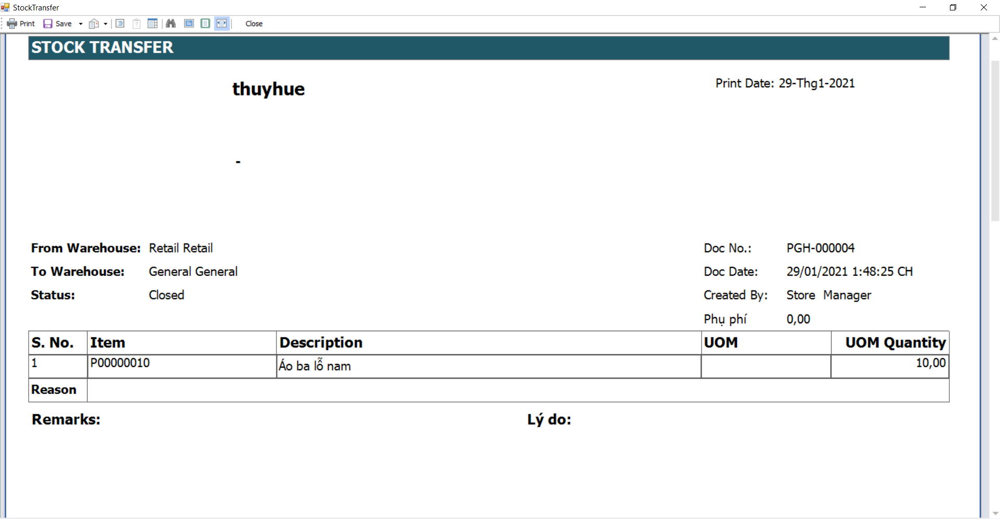 StockTransfer
Print Save Close
STOCK TRANSFER
thuyhue
Print Date: 29-Thg1-2021
-
From Warehouse: Retail Retail
Doc No.: PGH-000004
To Warehouse: General General
Doc Date: 29/01/2021 1:48:25 CH
Status: Closed
Created By: Store  Manager
Phụ phí 0,00
S. No. Item Description UOM UOM Quantity
1 P00000010 Áo ba lỗ nam 10,00
Reason
Remarks: Lý do: